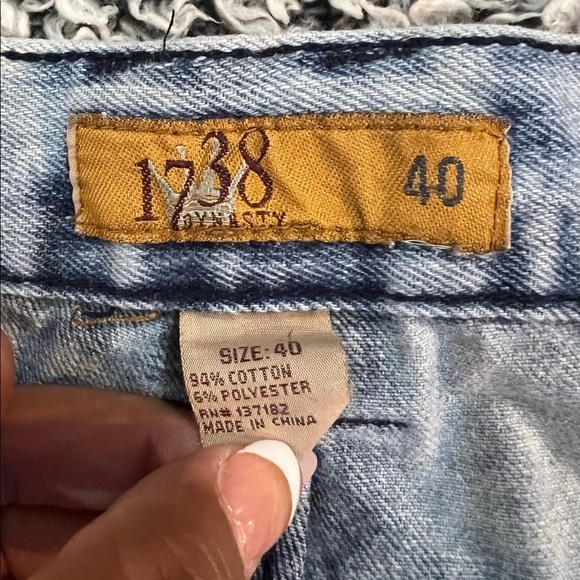 1738 40
DYNASTY
SIZE: 40
94% COTTON
6% POLYESTER
RN# 137182
MADE IN CHINA